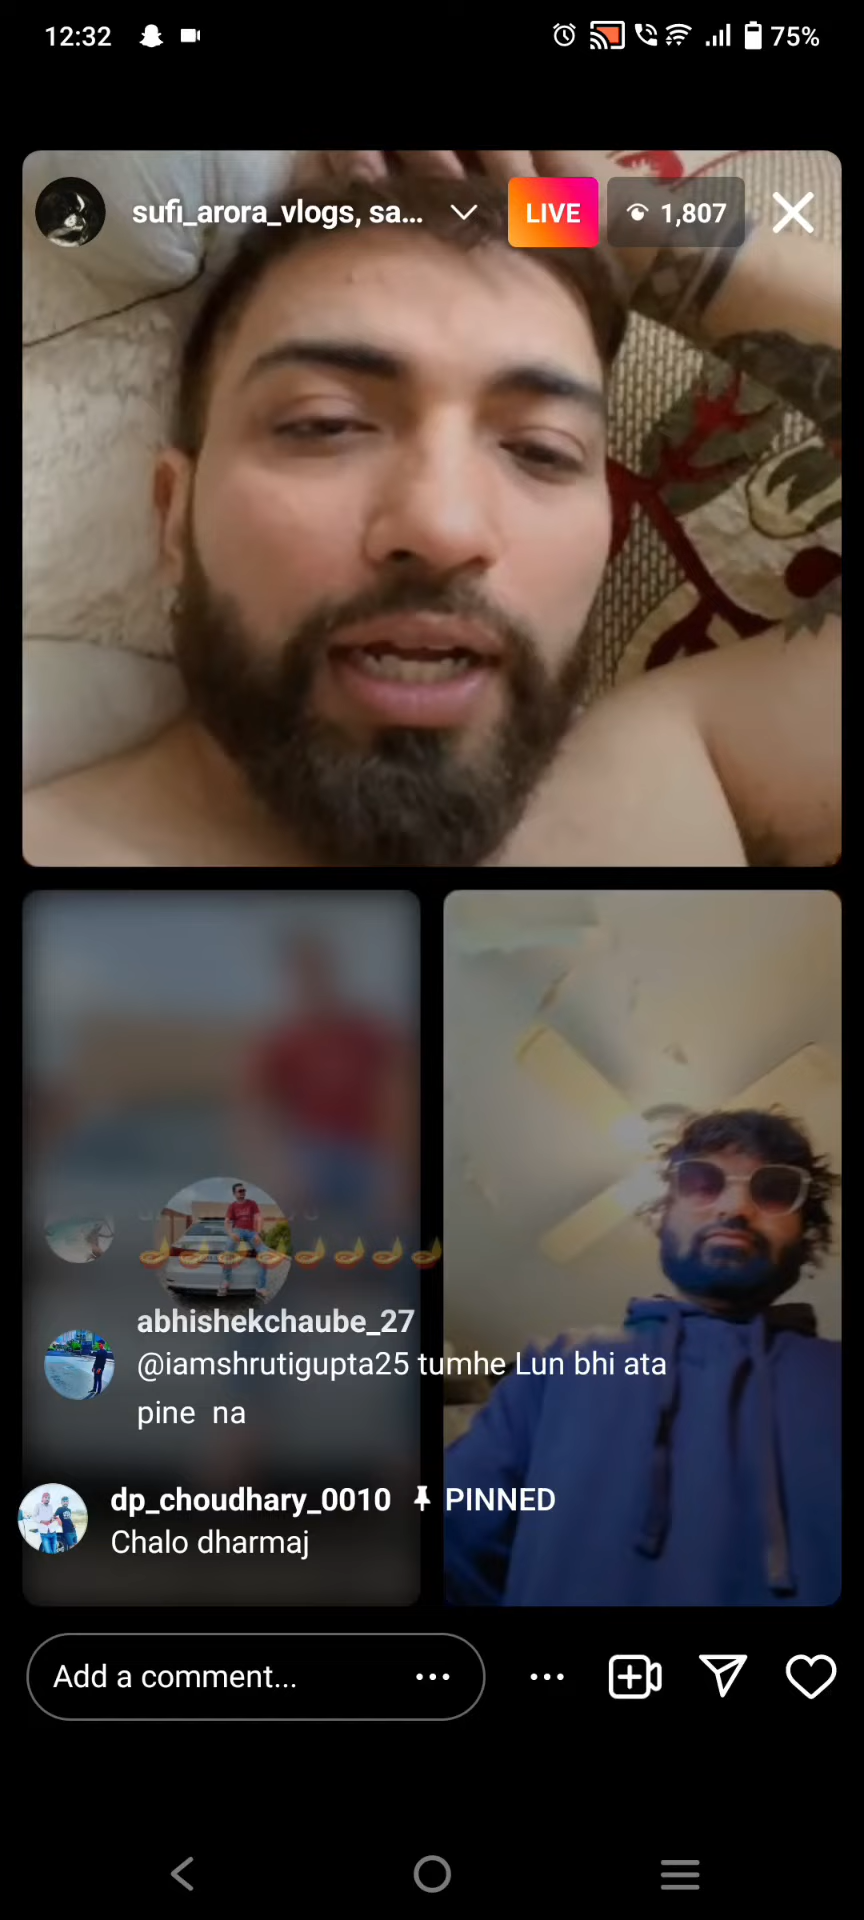 12:32
75%
sufi_arora_vlogs, sa...
LIVE
1,807
abhishekchaube_27
@iamshrutigupta25 tumhe Lun bhi ata
pine na
dp_choudhary_0010 PINNED
Chalo dharmaj
Add a comment...